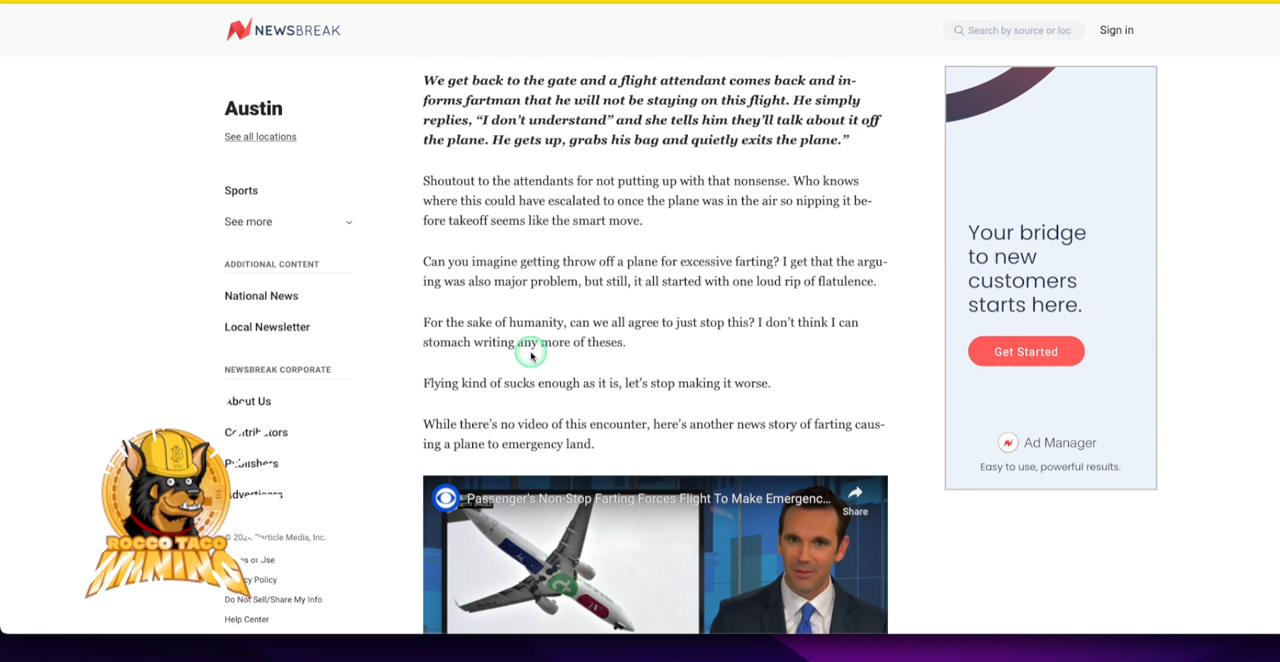 NEWSBREAK
Search by source or loc
Sign in
Austin
See all locations
Sports
See more
ADDITIONAL CONTENT
National News
Local Newsletter
NEWSBREAK CORPORATE
About Us
Contributors
Publishers
Advertisers
Particle Media, Inc.
Use
Policy
Do Not Sell/Share My Info
Help Center
We get back to the gate and a flight attendant comes back and in-
forms fartman that he will not be staying on this flight. He simply
replies, “I don’t understand” and she tells him they’ll talk about it off
the plane. He gets up, grabs his bag and quietly exits the plane.”
Shoutout to the attendants for not putting up with that nonsense. Who knows
where this could have escalated to once the plane was in the air so nipping it be-
fore takeoff seems like the smart move.
Can you imagine getting throw off a plane for excessive farting? I get that the argu-
ing was also major problem, but still, it all started with one loud rip of flatulence.
For the sake of humanity, can we all agree to just stop this? I don’t think I can
stomach writing any more of theses.
Flying kind of sucks enough as it is, let’s stop making it worse.
While there’s no video of this encounter, here’s another news story of farting caus-
ing a plane to emergency land.
Passenger's Non-Stop Farting Forces Flight To Make Emergenc...
Share
Your bridge
to new
customers
starts here.
Get Started
Ad Manager
Easy to use, powerful results.
ROCCO TACO
MINING